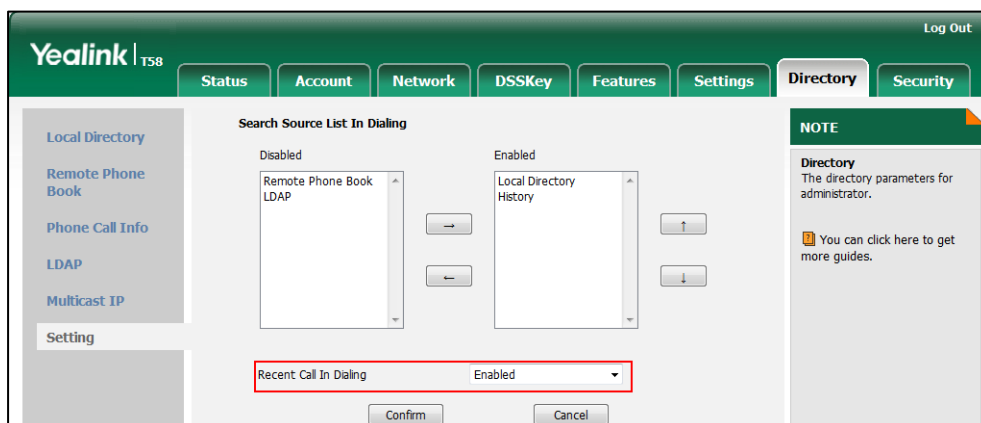 Log Out
Yealink T58
Status Account Network DSSKey Features Settings Directory Security
Local Directory
Remote Phone
Book
Phone Call Info
LDAP
Multicast IP
Setting
Search Source List In Dialing
Disabled Enabled
Remote Phone Book
LDAP
Local Directory
History
→
←
↑
↓
Recent Call In Dialing Enabled
Confirm Cancel
NOTE
Directory
The directory parameters for
administrator.
? You can click here to get
more guides.